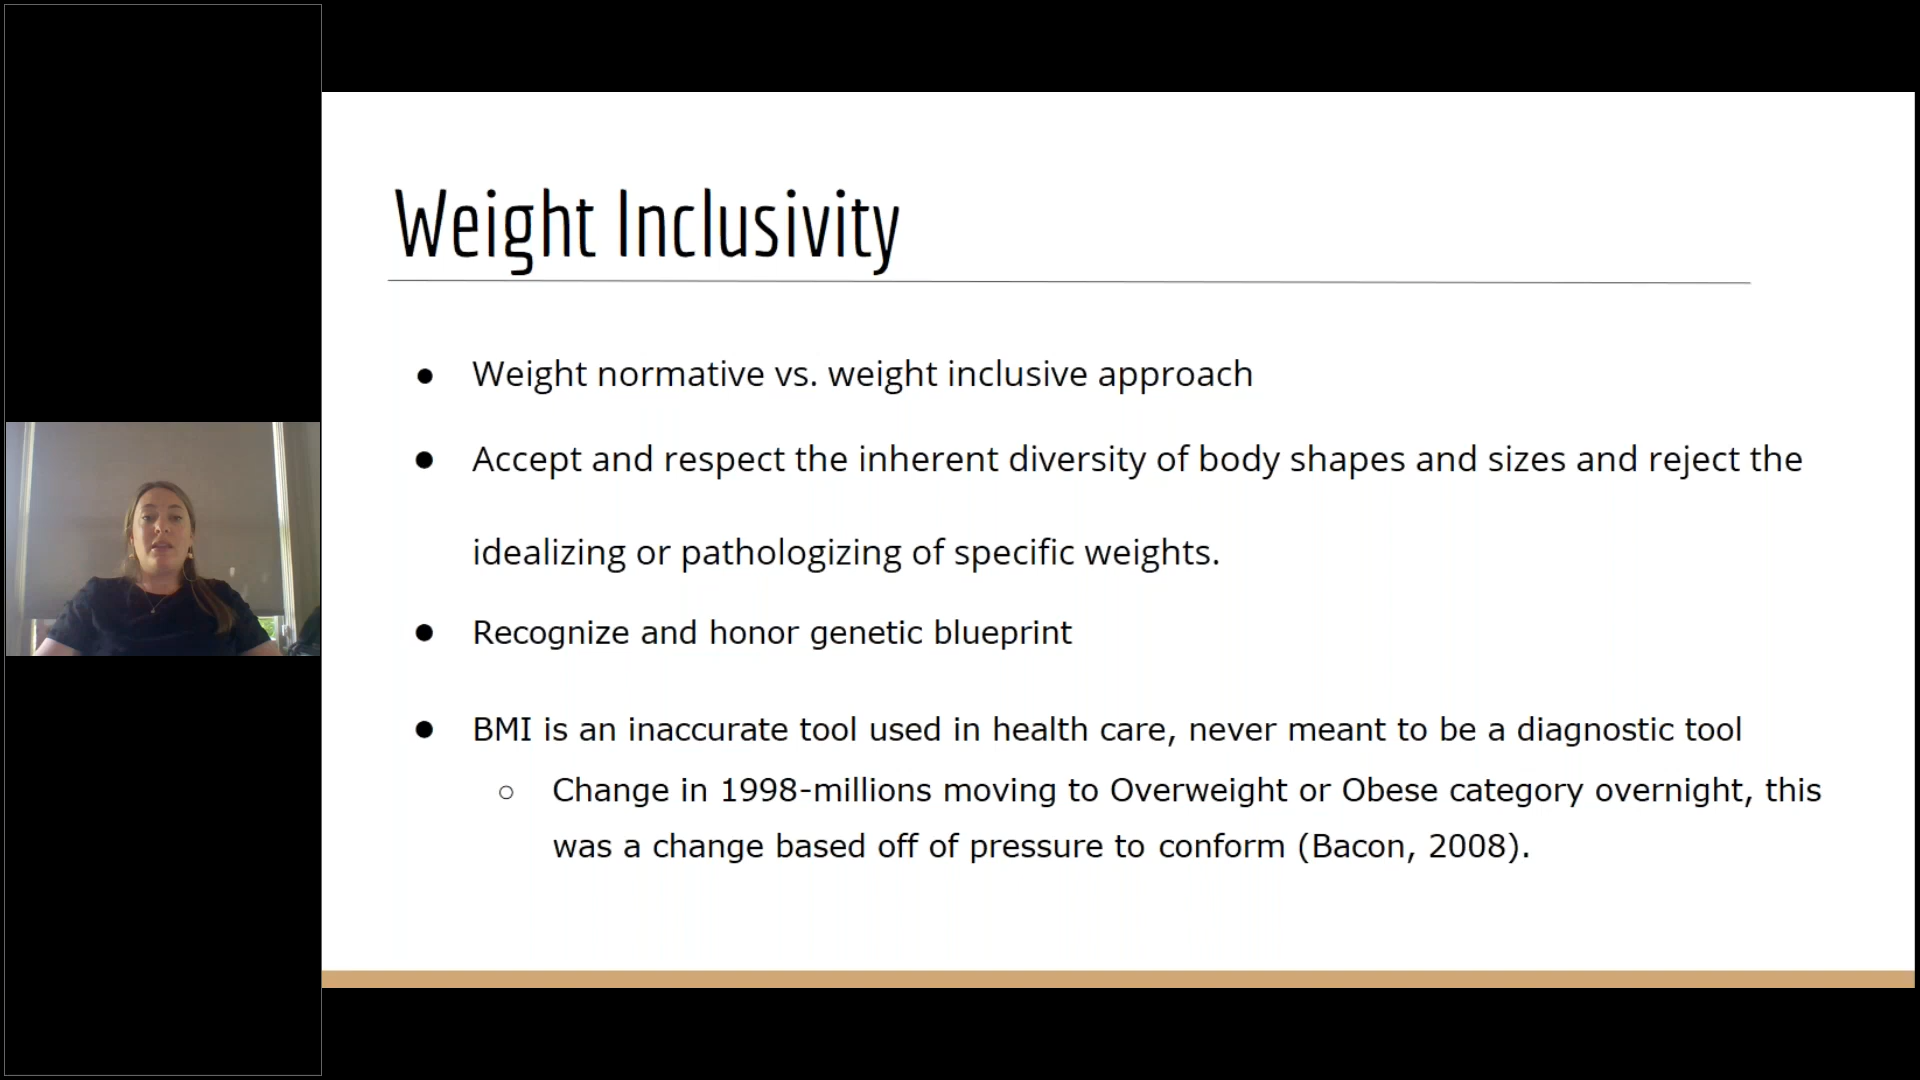 Weight Inclusivity
● Weight normative vs. weight inclusive approach
● Accept and respect the inherent diversity of body shapes and sizes and reject the
idealizing or pathologizing of specific weights.
● Recognize and honor genetic blueprint
● BMI is an inaccurate tool used in health care, never meant to be a diagnostic tool
○ Change in 1998-millions moving to Overweight or Obese category overnight, this
was a change based off of pressure to conform (Bacon, 2008).